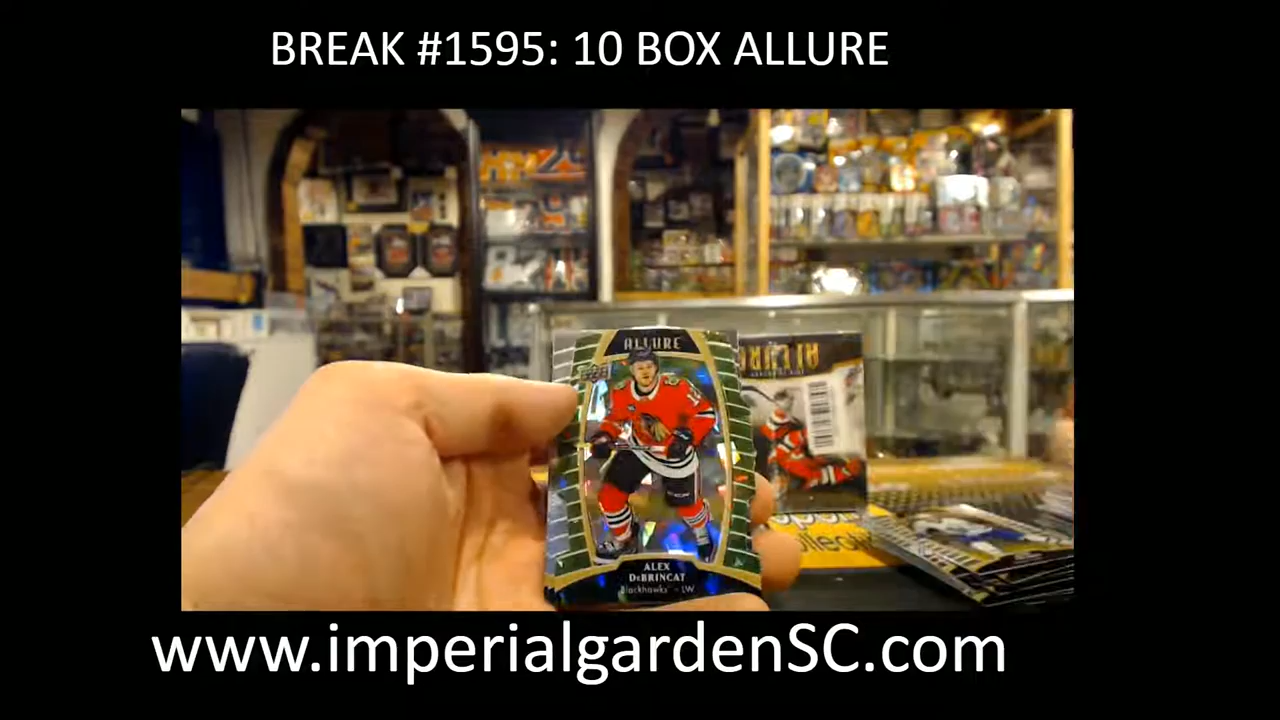 BREAK #1595: 10 BOX ALLURE
ALLURE
ALLURE
ALEX
DeBRINCAT
Blackhawks - LW
www.imperialgardenSC.com